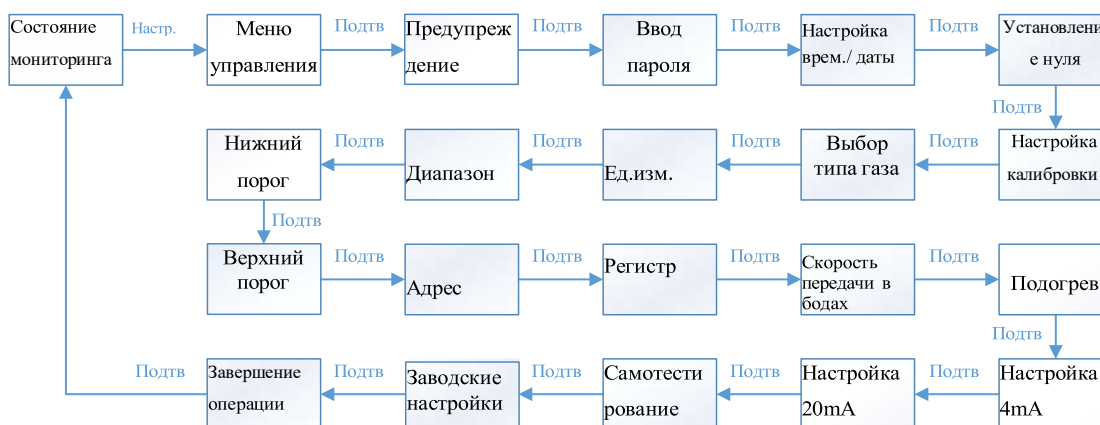 Состояние
мониторинга
Настр.
Меню
управления
Подтв
Предупреж
дение
Подтв
Ввод
пароля
Подтв
Настройка
врем./ даты
Подтв
Установлени
е нуля
Подтв
Настройка
калибровки
Подтв
Выбор
типа газа
Подтв
Ед.изм.
Подтв
Диапазон
Подтв
Нижний
порог
Подтв
Верхний
порог
Подтв
Адрес
Подтв
Регистр
Подтв
Скорость
передачи в
бодах
Подтв
Подогрев
Подтв
Настройка
4mA
Подтв
Настройка
20mA
Подтв
Самотести
рование
Подтв
Заводские
настройки
Подтв
Завершение
операции
Подтв